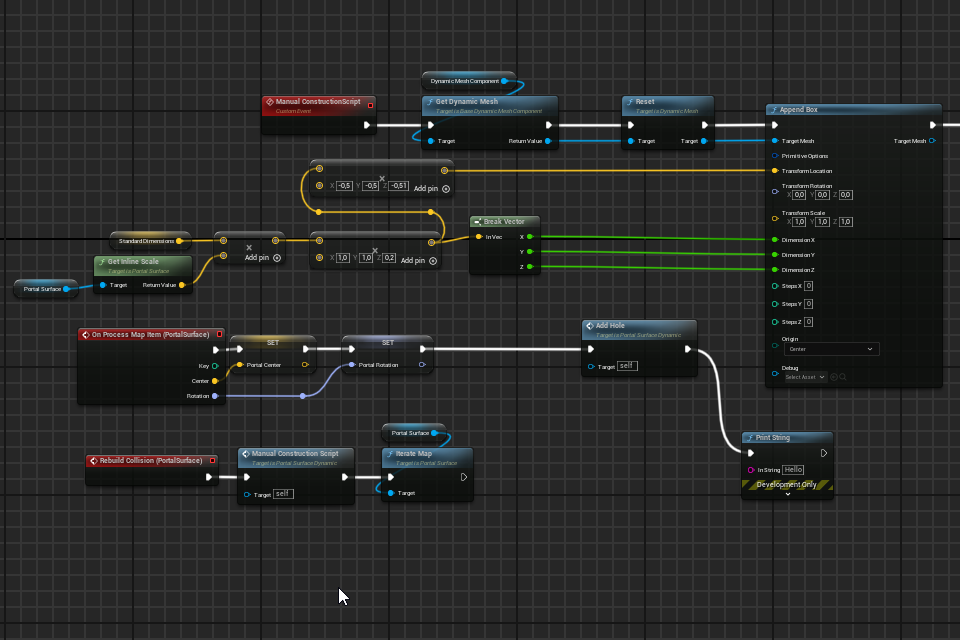 Dynamic Mesh Component
Manual ConstructionScript
Custom Event
Get Dynamic Mesh
Target is Base Dynamic Mesh Component
Target
Return Value
Reset
Target is Dynamic Mesh
Target
Target
Append Box
Target Mesh
Target Mesh
Primitive Options
Transform Location
Transform Rotation
X 0,0 Y 0,0 Z 0,0
Transform Scale
X 1,0 Y 1,0 Z 1,0
Dimension X
Dimension Y
Dimension Z
Steps X 0
Steps Y 0
Steps Z 0
Origin
Center
Debug
Select Asset
X -0,5 Y -0,5 Z -0,51
Add pin
Break Vector
In Vec
X
Y
Z
Standard Dimensions
Add pin
X 1,0 Y 1,0 Z 0,2
Add pin
Get Inline Scale
Target is Portal Surface
Target
Return Value
Portal Surface
On Process Map Item (PortalSurface)
Key
Center
Rotation
SET
Portal Center
SET
Portal Rotation
Add Hole
Target is Portal Surface Dynamic
Target self
Print String
In String Hello
Development Only
Portal Surface
Rebuild Collision (PortalSurface)
Manual Construction Script
Target is Portal Surface Dynamic
Target self
Iterate Map
Target is Portal Surface
Target